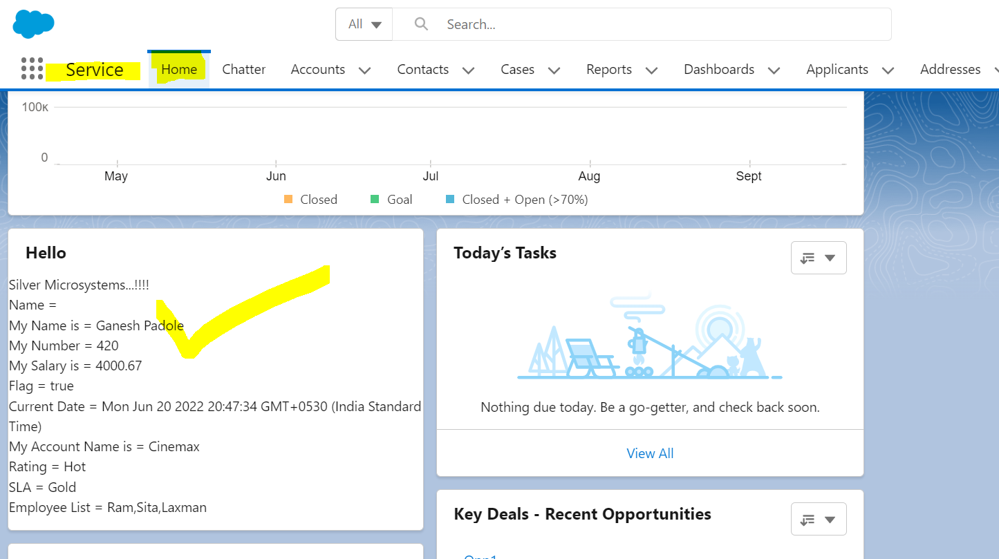 All Search...
Service Home Chatter Accounts Contacts Cases Reports Dashboards Applicants Addresses
100K
0
May Jun Jul Aug Sept
Closed Goal Closed + Open (>70%)
Hello
Silver Microsystems...!!!!
Name =
My Name is = Ganesh Padole
My Number = 420
My Salary is = 4000.67
Flag = true
Current Date = Mon Jun 20 2022 20:47:34 GMT+0530 (India Standard
Time)
My Account Name is = Cinemax
Rating = Hot
SLA = Gold
Employee List = Ram,Sita,Laxman
Today’s Tasks
Nothing due today. Be a go-getter, and check back soon.
View All
Key Deals - Recent Opportunities
Opp1